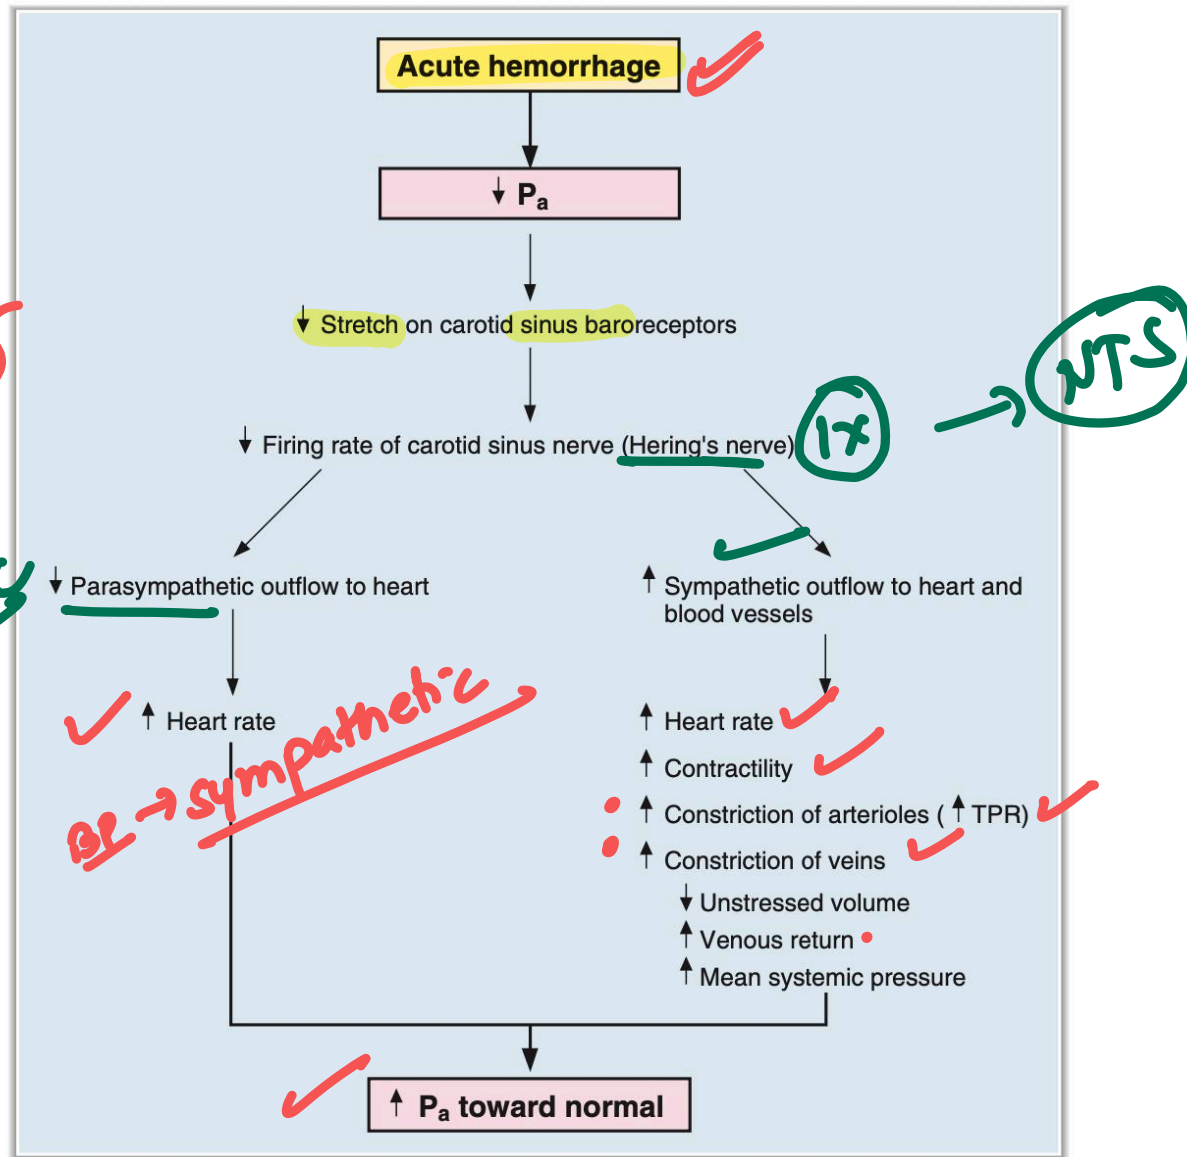 Acute hemorrhage
↓ Pa
↓ Stretch on carotid sinus baroreceptors
NTS
↓ Firing rate of carotid sinus nerve (Hering's nerve) IX →
↓ Parasympathetic outflow to heart
↑ Sympathetic outflow to heart and
blood vessels
↑ Heart rate
BP → sympathetic
↑ Heart rate
↑ Contractility
↑ Constriction of arterioles ( ↑ TPR)
↑ Constriction of veins
↓ Unstressed volume
↑ Venous return
↑ Mean systemic pressure
↑ Pa toward normal